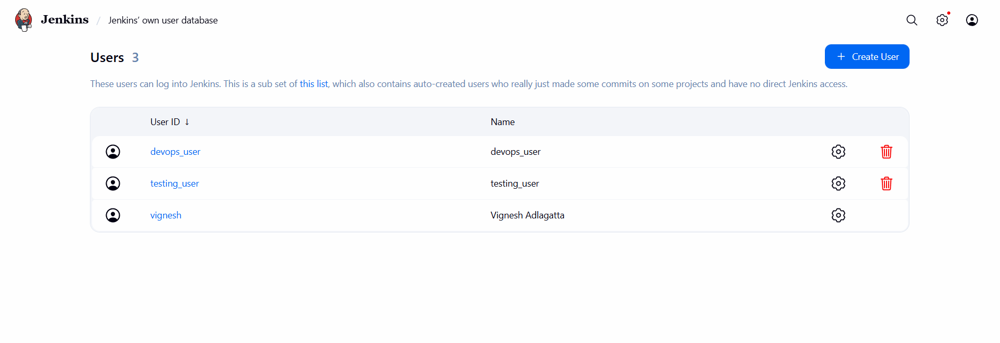 Jenkins / Jenkins’ own user database
Users 3
+ Create User
These users can log into Jenkins. This is a sub set of this list, which also contains auto-created users who really just made some commits on some projects and have no direct Jenkins access.
User ID ↓ Name
devops_user devops_user
testing_user testing_user
vignesh Vignesh Adlagatta